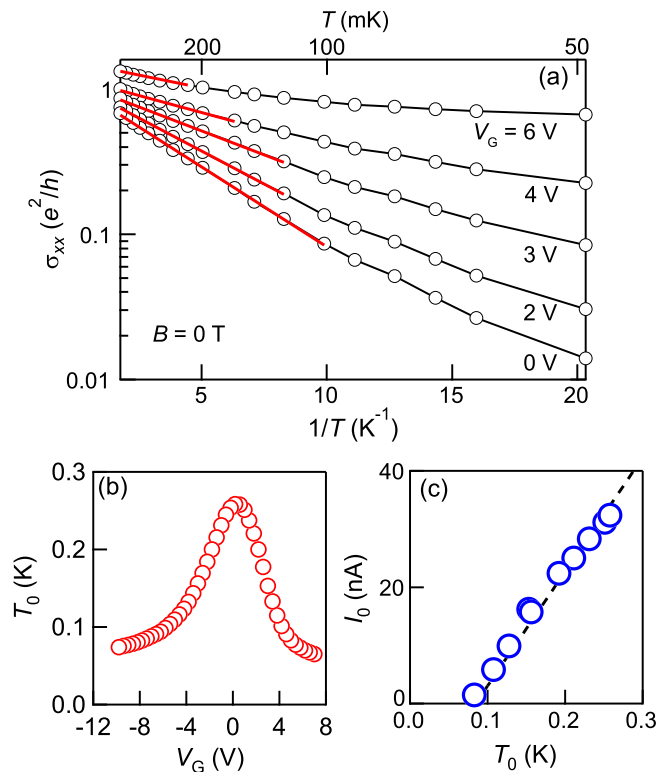 T (mK)
200 100 50
(a)
1
0.1
0.01
σxx (e²/h)
VG = 6 V
4 V
3 V
2 V
0 V
B = 0 T
5 10 15 20
1/T (K⁻¹)
(b)
0.3
0.2
0.1
0.0
T0 (K)
-12 -8 -4 0 4 8
VG (V)
(c)
40
20
0
I0 (nA)
0.0 0.1 0.2 0.3
T0 (K)